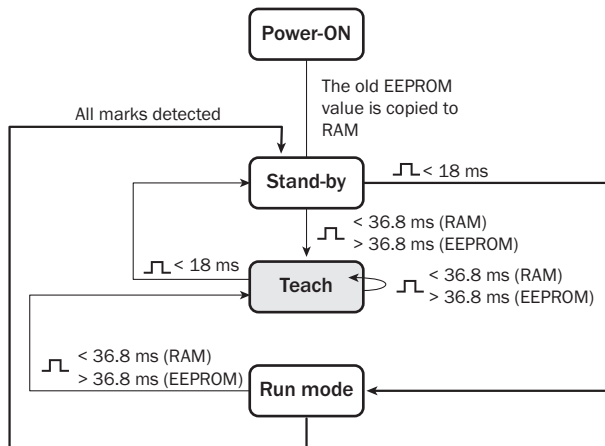 Power-ON
The old EEPROM
value is copied to
RAM
All marks detected
Stand-by
< 18 ms
< 36.8 ms (RAM)
> 36.8 ms (EEPROM)
< 18 ms
Teach
< 36.8 ms (RAM)
> 36.8 ms (EEPROM)
< 36.8 ms (RAM)
> 36.8 ms (EEPROM)
Run mode